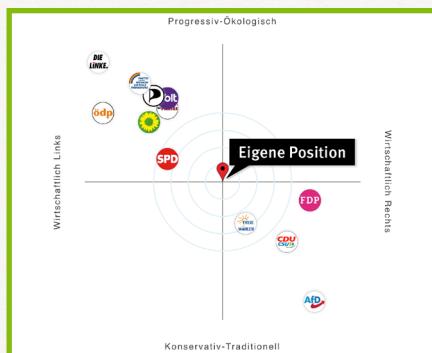 Progressiv-Ökologisch
DIE
LINKE.
ödp
P
olt
SPD
Eigene Position
Wirtschaftlich Links
Wirtschaftlich Rechts
FDP
FREIE
WÄHLER
CDU
CSU
AfD
Konservativ-Traditionell